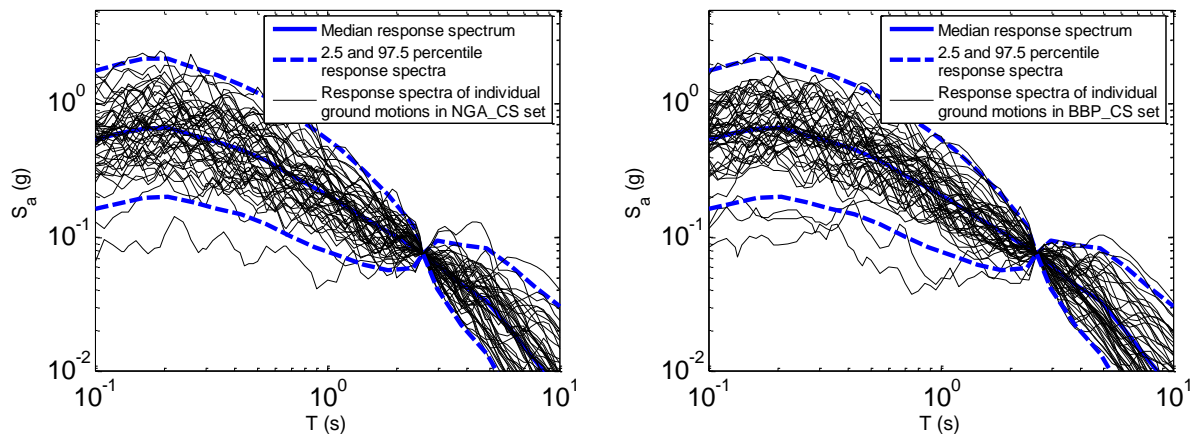 Median response spectrum
2.5 and 97.5 percentile
response spectra
Response spectra of individual
ground motions in NGA_CS set
10^0
10^-1
10^-2
S_a (g)
10^-1
10^0
10^1
T (s)
Median response spectrum
2.5 and 97.5 percentile
response spectra
Response spectra of individual
ground motions in BBP_CS set
10^0
10^-1
10^-2
S_a (g)
10^-1
10^0
10^1
T (s)